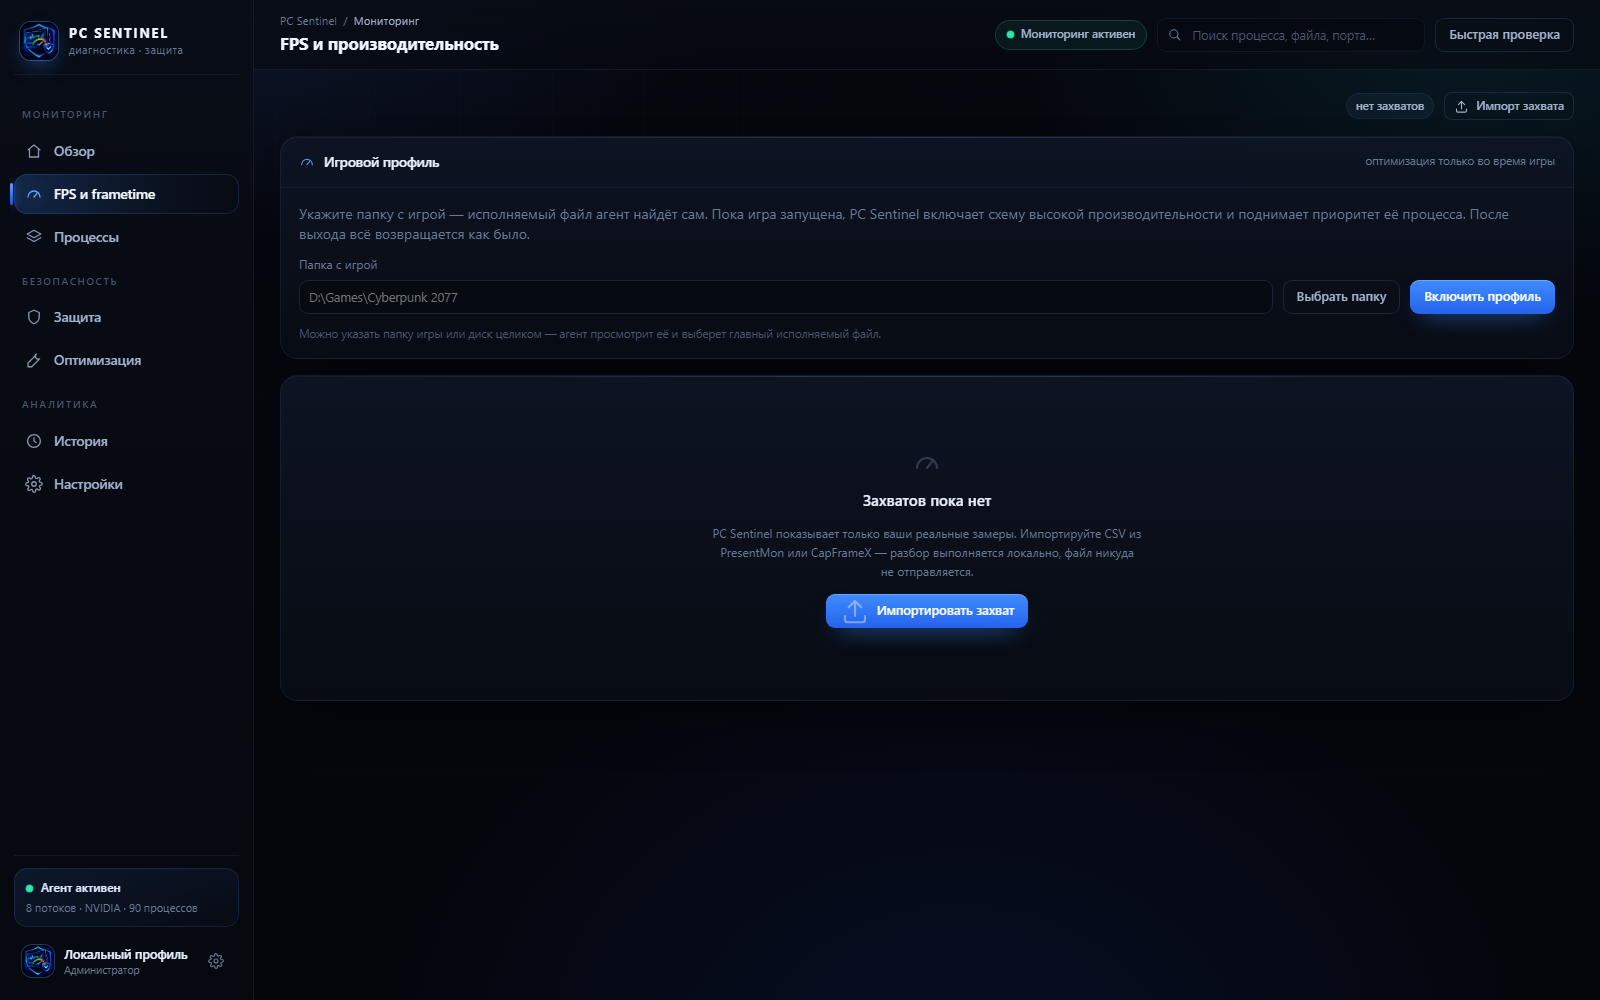 PC SENTINEL
диагностика · защита
МОНИТОРИНГ
Обзор
FPS и frametime
Процессы
БЕЗОПАСНОСТЬ
Защита
Оптимизация
АНАЛИТИКА
История
Настройки
Агент активен
8 потоков · NVIDIA · 90 процессов
Локальный профиль
Администратор
PC Sentinel / Мониторинг
FPS и производительность
Мониторинг активен
Поиск процесса, файла, порта...
Быстрая проверка
нет захватов
Импорт захвата
Игровой профиль
оптимизация только во время игры
Укажите папку с игрой — исполняемый файл агент найдёт сам. Пока игра запущена, PC Sentinel включает схему высокой производительности и поднимает приоритет её процесса. После
выхода всё возвращается как было.
Папка с игрой
D:\Games\Cyberpunk 2077
Выбрать папку
Включить профиль
Можно указать папку игры или диск целиком — агент просмотрит её и выберет главный исполняемый файл.
Захватов пока нет
PC Sentinel показывает только ваши реальные замеры. Импортируйте CSV из
PresentMon или CapFrameX — разбор выполняется локально, файл никуда
не отправляется.
Импортировать захват